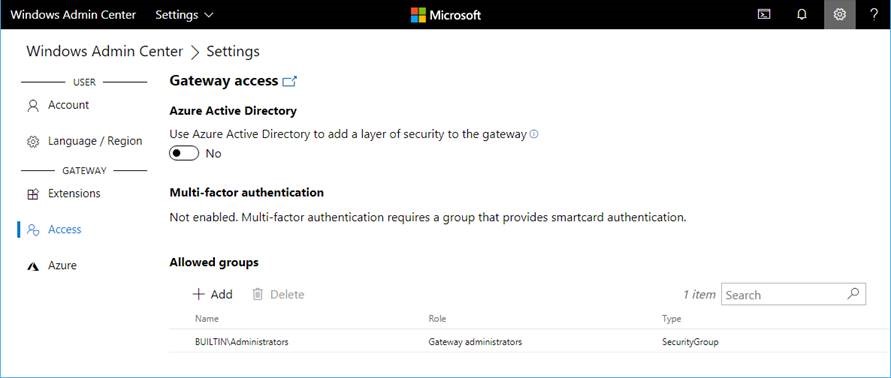 Windows Admin Center Settings Microsoft ?
Windows Admin Center > Settings
USER
Account
Language / Region
GATEWAY
Extensions
Access
Azure
Gateway access
Azure Active Directory
Use Azure Active Directory to add a layer of security to the gateway
No
Multi-factor authentication
Not enabled. Multi-factor authentication requires a group that provides smartcard authentication.
Allowed groups
+ Add Delete 1 item Search
Name Role Type
BUILTIN\Administrators Gateway administrators SecurityGroup